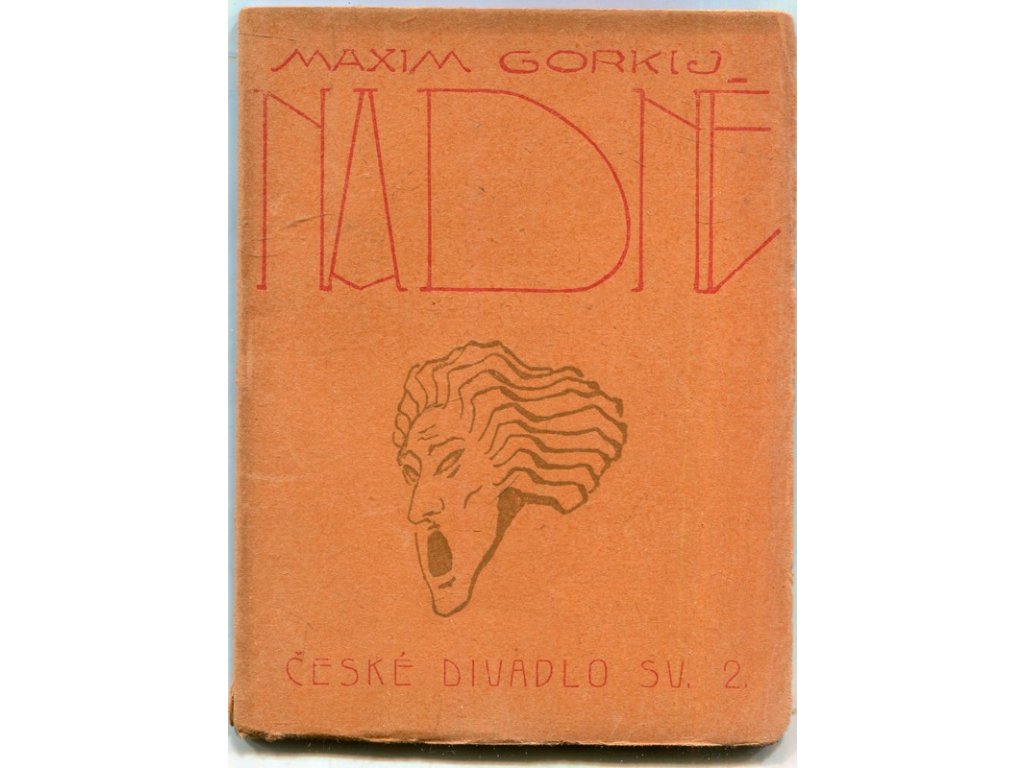 MAXIM GORKIJ
NA DNĚ
ČESKÉ DIVADLO SV. 2.